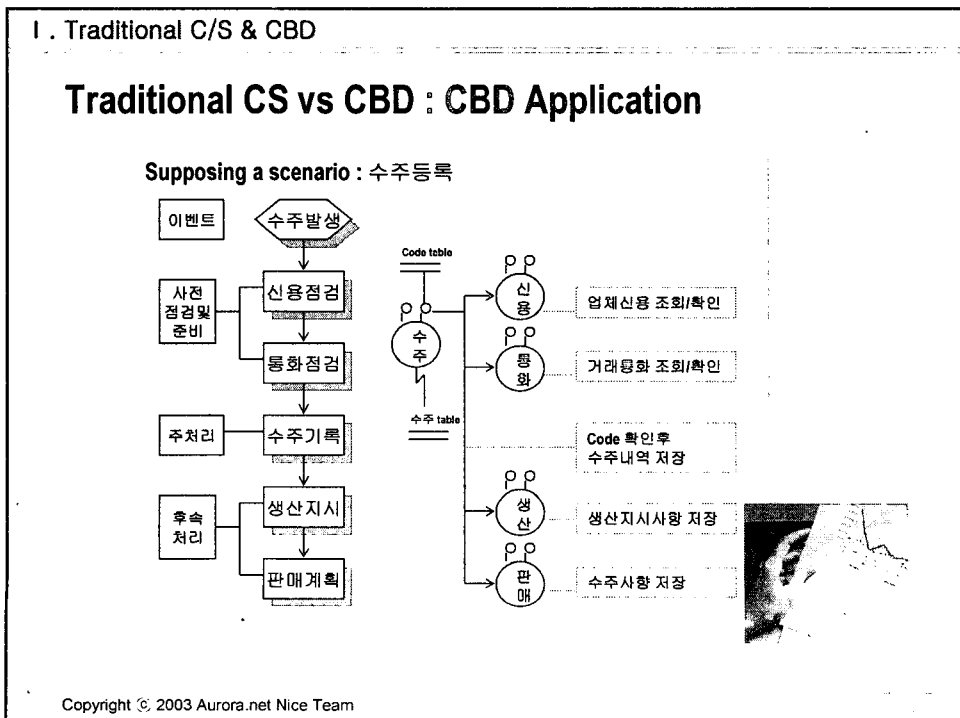 I . Traditional C/S & CBD
Traditional CS vs CBD : CBD Application
Supposing a scenario : 수주등록
이벤트
수주발생
사전
점검및
준비
신용점검
통화점검
주처리
수주기록
후속
처리
생산지시
판매계획
Code table
수주
수주 table
신용
업체신용 조회/확인
통화
거래통화 조회/확인
Code 확인후
수주내역 저장
생산
생산지시사항 저장
판매
수주사항 저장
Copyright ⓒ 2003 Aurora.net Nice Team